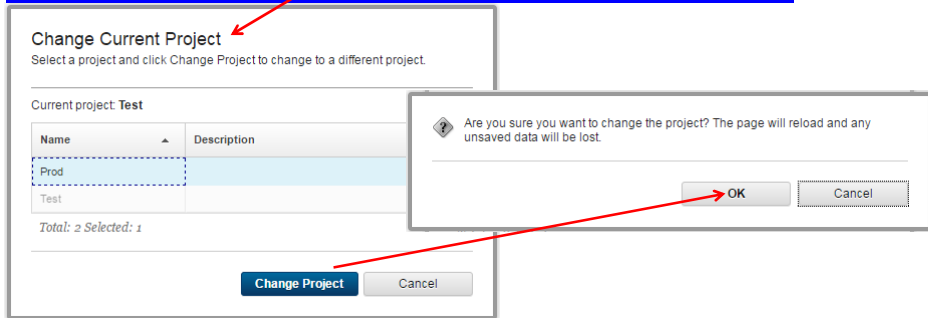 Change Current Project
Select a project and click Change Project to change to a different project.
Current project: Test
Name Description
Prod
Test
Total: 2 Selected: 1
Change Project Cancel
Are you sure you want to change the project? The page will reload and any
unsaved data will be lost.
OK Cancel